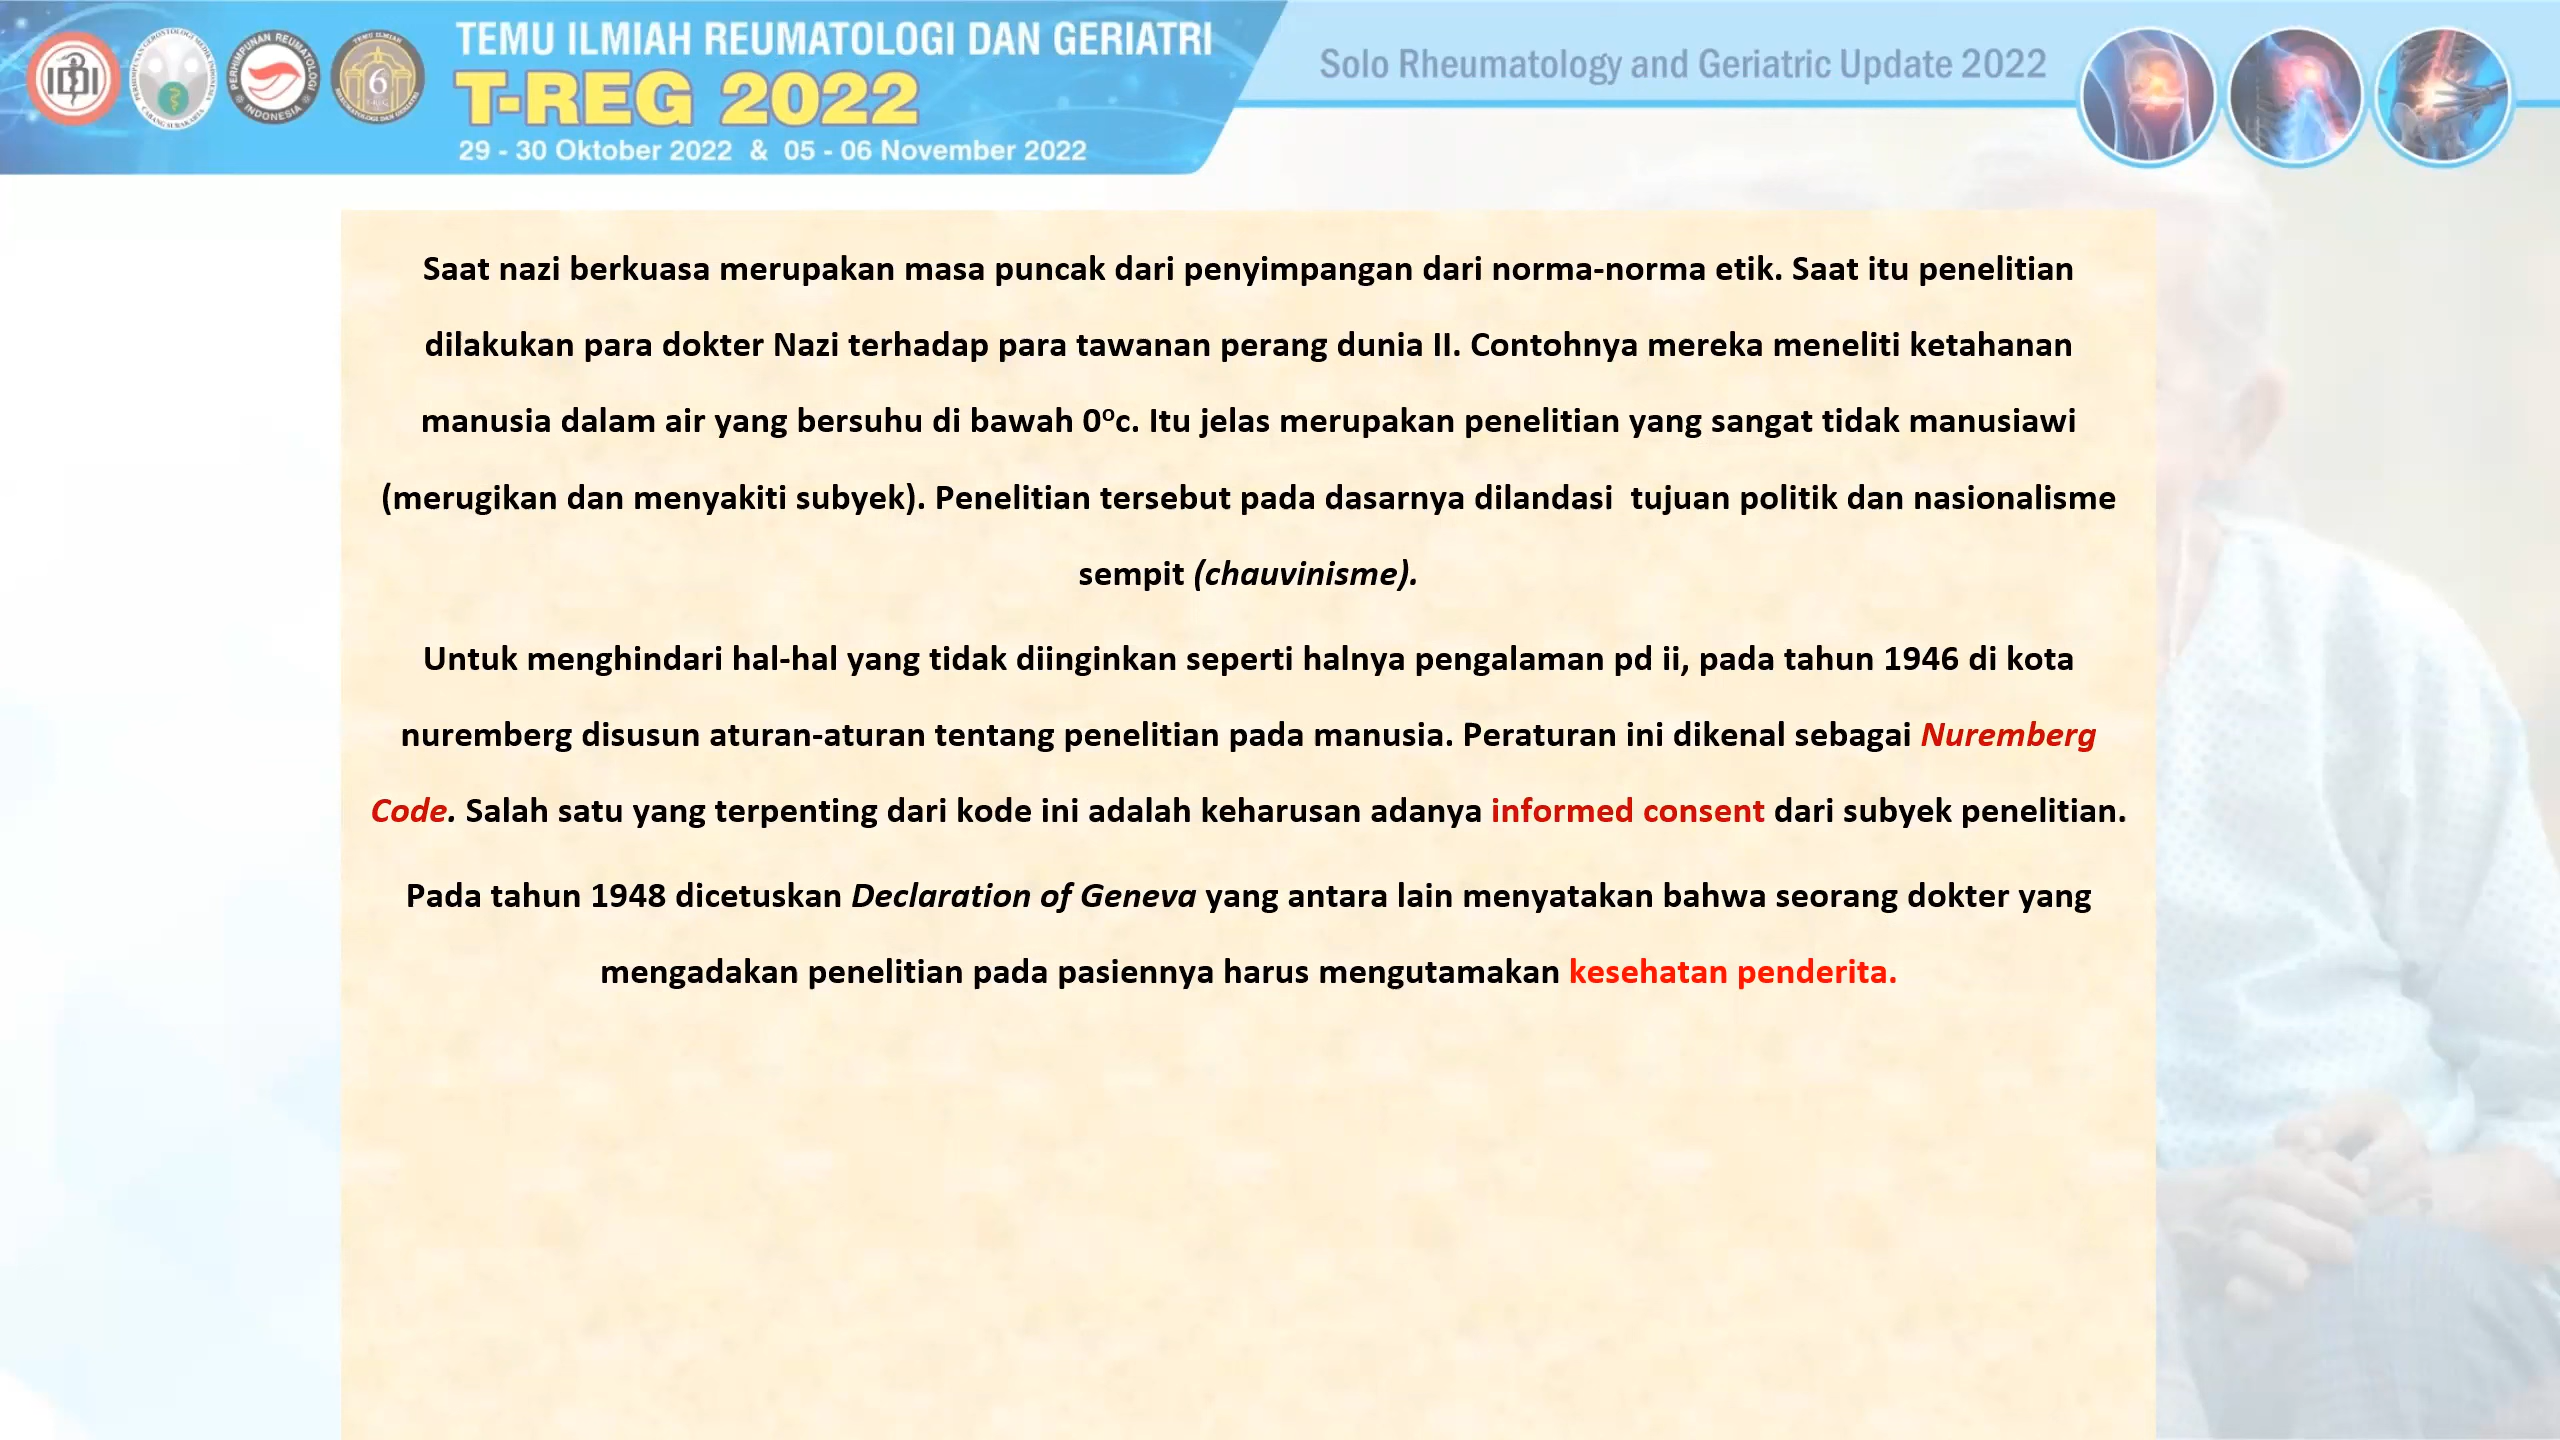 TEMU ILMIAH REUMATOLOGI DAN GERIATRI
T-REG 2022
29 - 30 Oktober 2022 & 05 - 06 November 2022
Solo Rheumatology and Geriatric Update 2022
IDI
PERHIMPUNAN REUMATOLOGI
INDONESIA
TEMU ILMIAH
6
Saat nazi berkuasa merupakan masa puncak dari penyimpangan dari norma-norma etik. Saat itu penelitian
dilakukan para dokter Nazi terhadap para tawanan perang dunia II. Contohnya mereka meneliti ketahanan
manusia dalam air yang bersuhu di bawah 0ºc. Itu jelas merupakan penelitian yang sangat tidak manusiawi
(merugikan dan menyakiti subyek). Penelitian tersebut pada dasarnya dilandasi  tujuan politik dan nasionalisme
sempit (chauvinisme).
Untuk menghindari hal-hal yang tidak diinginkan seperti halnya pengalaman pd ii, pada tahun 1946 di kota
nuremberg disusun aturan-aturan tentang penelitian pada manusia. Peraturan ini dikenal sebagai Nuremberg
Code. Salah satu yang terpenting dari kode ini adalah keharusan adanya informed consent dari subyek penelitian.
Pada tahun 1948 dicetuskan Declaration of Geneva yang antara lain menyatakan bahwa seorang dokter yang
mengadakan penelitian pada pasiennya harus mengutamakan kesehatan penderita.